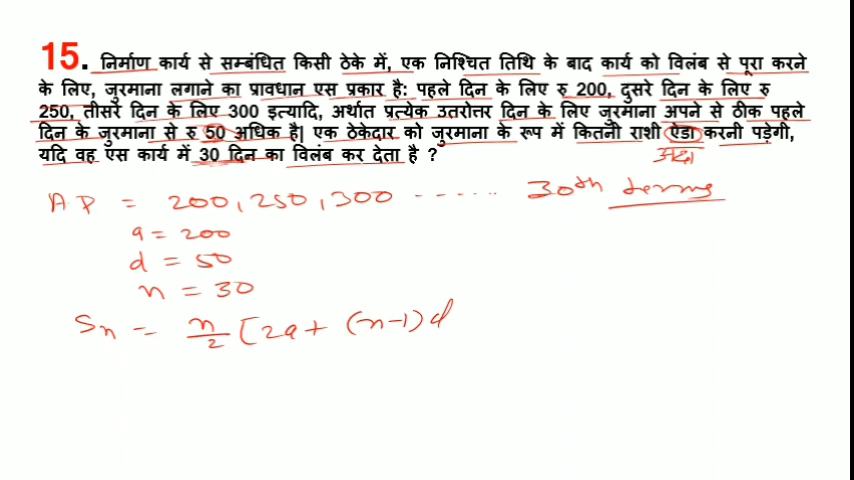 15. निर्माण कार्य से सम्बंधित किसी ठेके में, एक निश्चित तिथि के बाद कार्य को विलंब से पूरा करने
के लिए, जुरमाना लगाने का प्रावधान एस प्रकार है: पहले दिन के लिए रु 200, दुसरे दिन के लिए रु
250, तीसरे दिन के लिए 300 इत्यादि, अर्थात प्रत्येक उतरोत्तर दिन के लिए जुरमाना अपने से ठीक पहले
दिन के जुरमाना से रु 50 अधिक है| एक ठेकेदार को जुरमाना के रूप में कितनी राशी ऐडा करनी पड़ेगी,
यदि वह एस कार्य में 30 दिन का विलंब कर देता है ?
अदा
AP = 200, 250, 300 ------ 30th terms
a = 200
d = 50
n = 30
Sn = n/2 [2a + (n-1)d